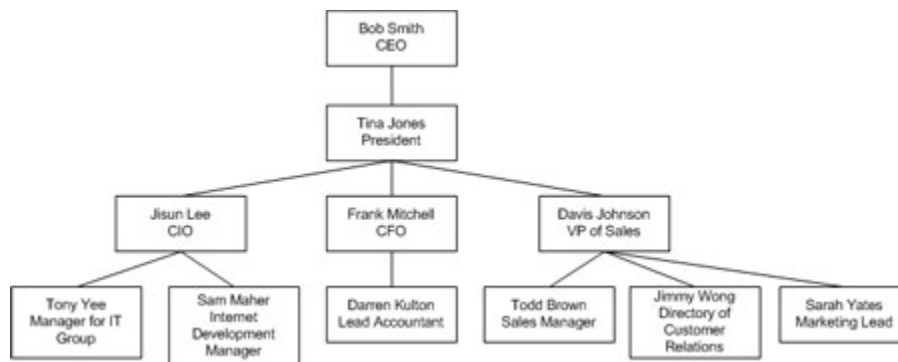 Bob Smith
CEO
Tina Jones
President
Jisun Lee
CIO
Frank Mitchell
CFO
Davis Johnson
VP of Sales
Tony Yee
Manager for IT
Group
Sam Maher
Internet
Development
Manager
Darren Kulton
Lead Accountant
Todd Brown
Sales Manager
Jimmy Wong
Directory of
Customer
Relations
Sarah Yates
Marketing Lead